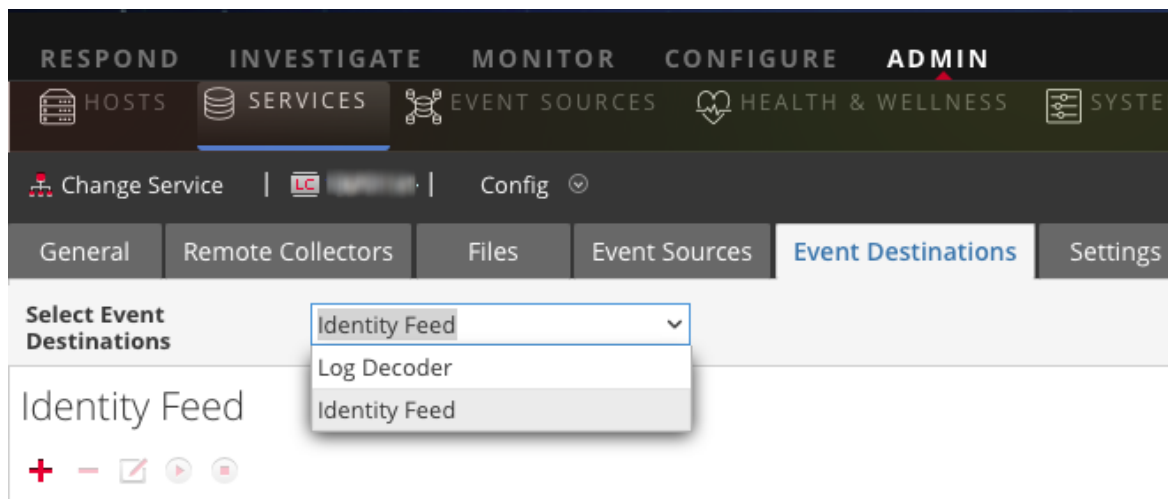 RESPOND INVESTIGATE MONITOR CONFIGURE ADMIN
HOSTS SERVICES EVENT SOURCES HEALTH & WELLNESS SYSTE
Change Service | LC | Config
General Remote Collectors Files Event Sources Event Destinations Settings
Select Event
Destinations
Identity Feed
Log Decoder
Identity Feed
Identity Feed